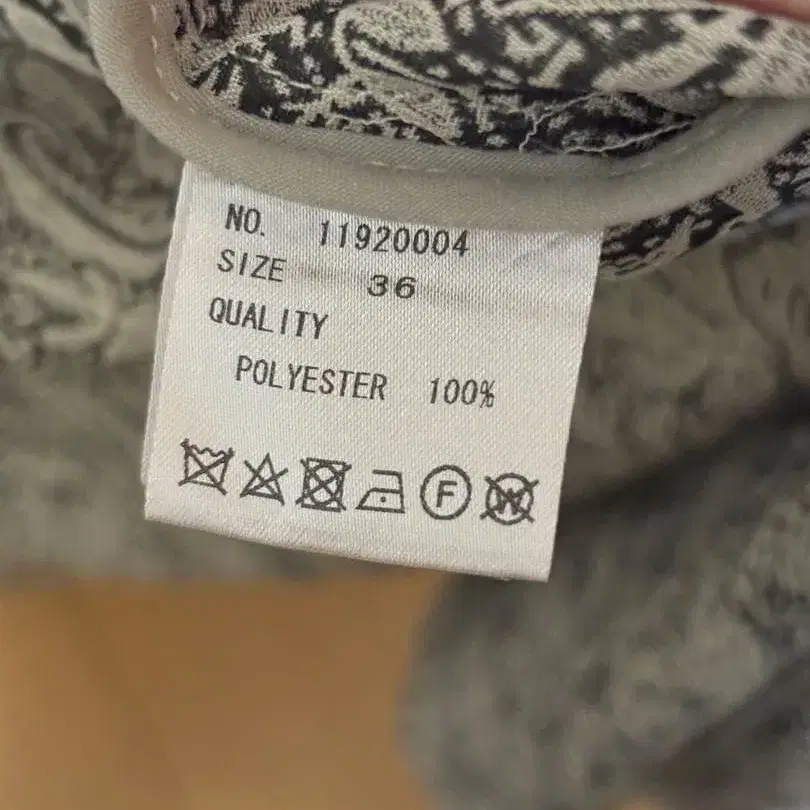 NO. 11920004
SIZE 36
QUALITY
POLYESTER 100%
F W